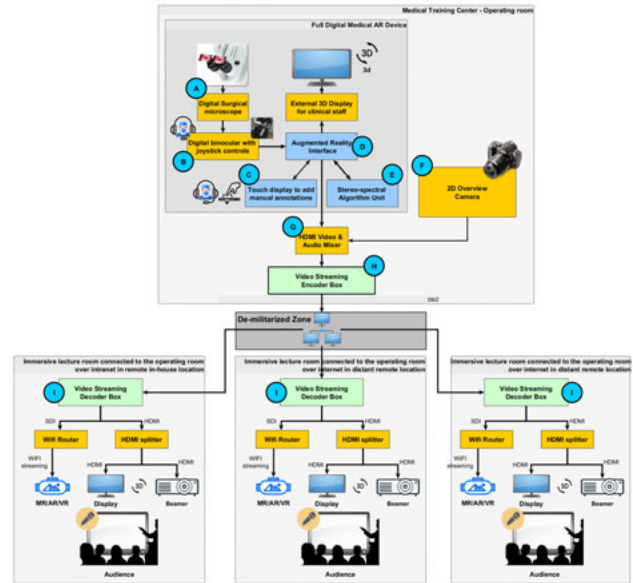 Medical Training Center - Operating room
Full Digital Medical AR Device
3D
3d
A
Digital Surgical
microscope
External 3D Display
for clinical staff
Digital binocular with
joystick controls
B
Augmented Reality
Interface
D
F
2D Overview
Camera
C
Touch display to add
manual annotations
E
Stereo-spectral
Algorithm Unit
G
HDMI Video &
Audio Mixer
H
Video Streaming
Encoder Box
DMZ
De-militarized Zone
Immersive lecture room connected to the operating room
over intranet in remote in-house location
I
Video Streaming
Decoder Box
SDI
HDMI
Wifi Router
HDMI splitter
WIFI
streaming
HDMI
HDMI
MR/AR/VR
Display
3D
Beamer
Audience
Immersive lecture room connected to the operating room
over internet in distant remote location
I
Video Streaming
Decoder Box
SDI
HDMI
Wifi Router
HDMI splitter
WIFI
streaming
HDMI
HDMI
MR/AR/VR
Display
3D
Beamer
Audience
Immersive lecture room connected to the operating room
over internet in distant remote location
Video Streaming
Decoder Box
I
SDI
HDMI
Wifi Router
HDMI splitter
WIFI
streaming
HDMI
HDMI
MR/AR/VR
Display
3D
Beamer
Audience